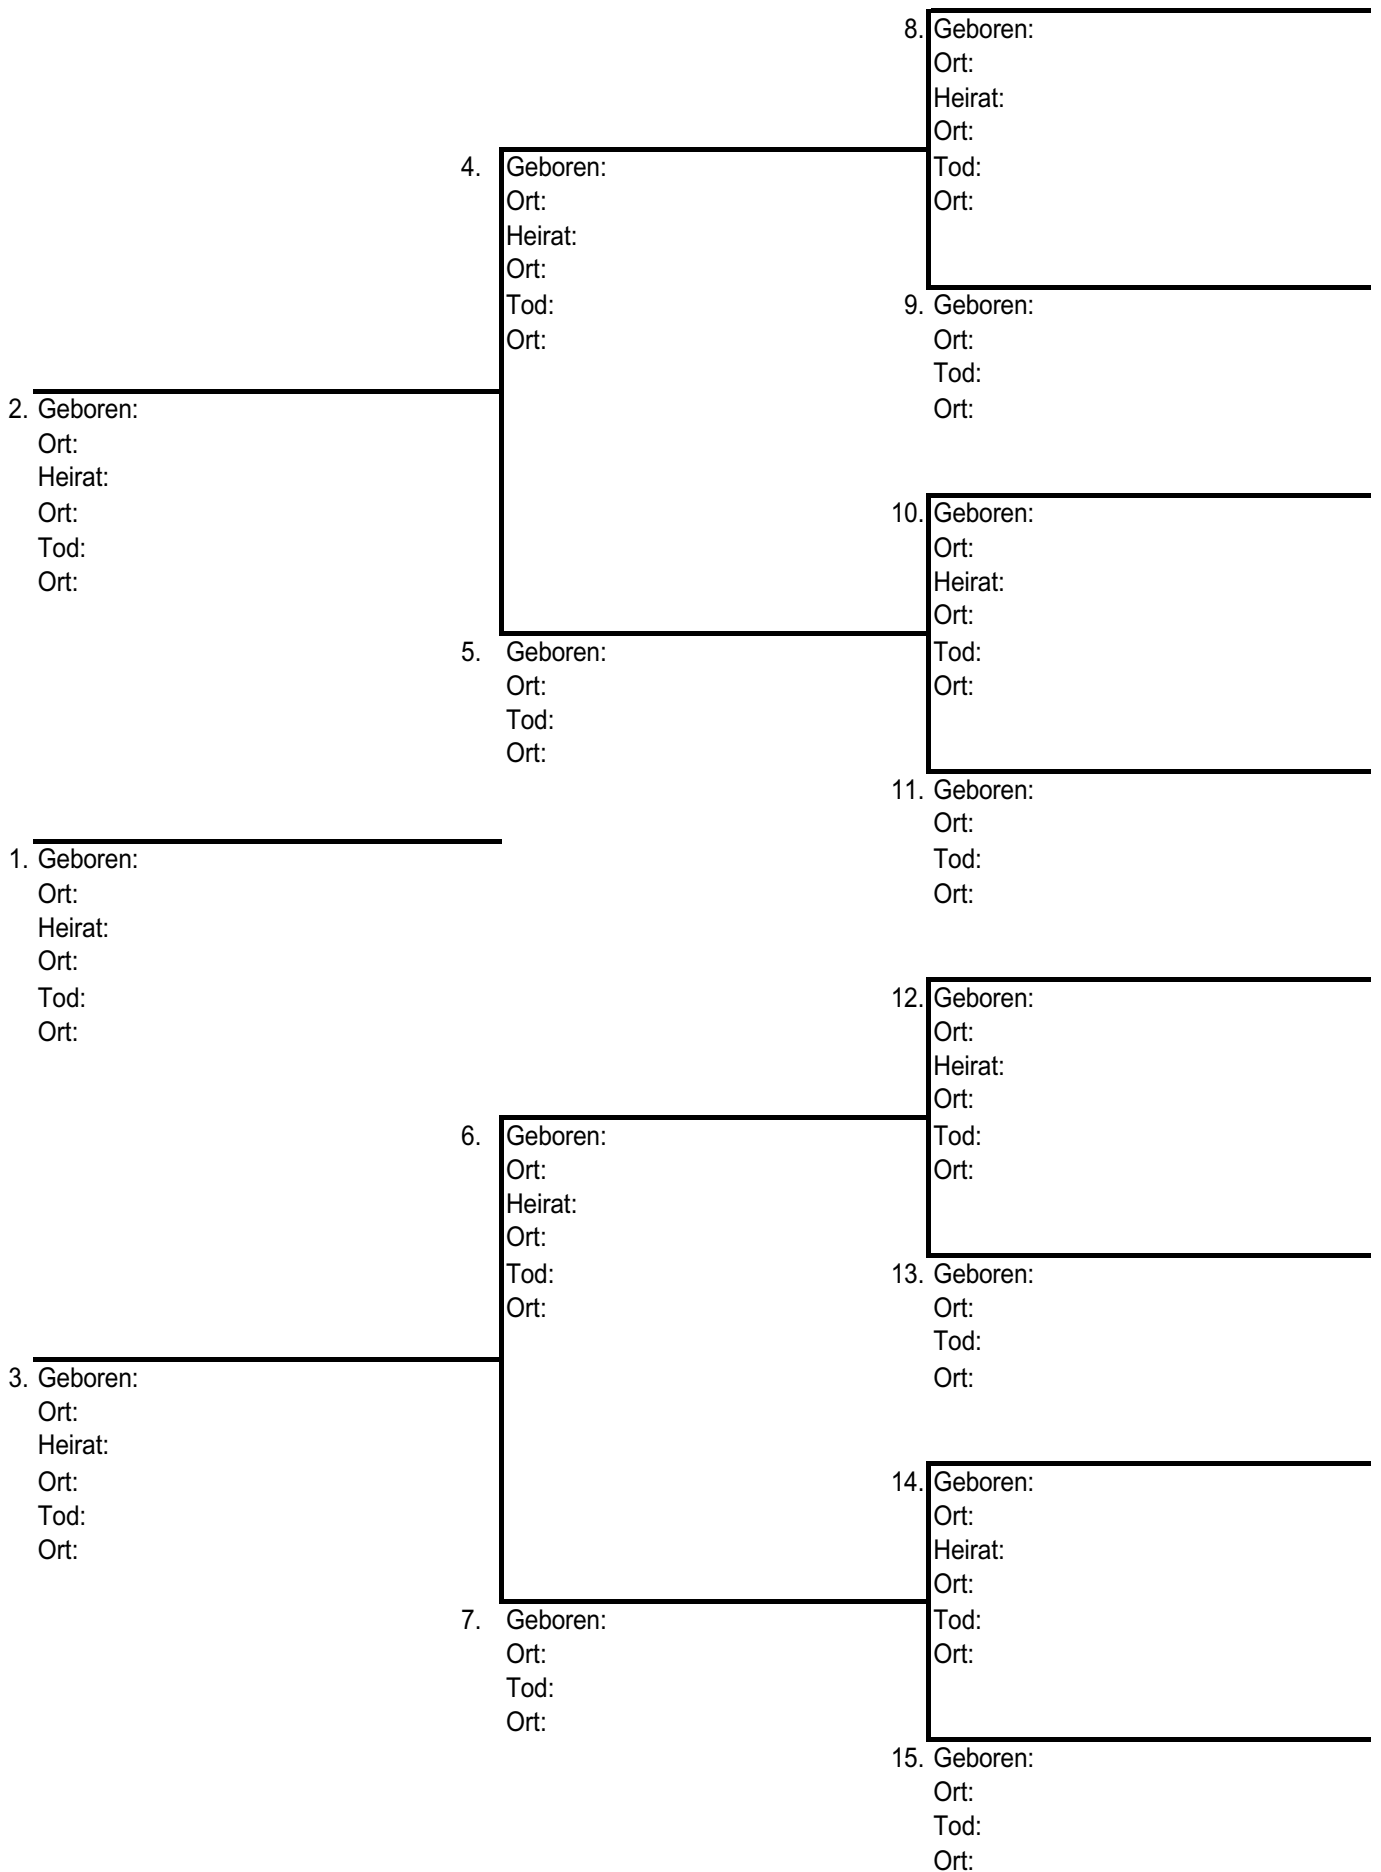 8. Geboren:
Ort:
Heirat:
Ort:
Tod:
Ort:
4. Geboren:
Ort:
Heirat:
Ort:
Tod:
Ort:
9. Geboren:
Ort:
Tod:
Ort:
2. Geboren:
Ort:
Heirat:
Ort:
Tod:
Ort:
10. Geboren:
Ort:
Heirat:
Ort:
Tod:
Ort:
5. Geboren:
Ort:
Tod:
Ort:
11. Geboren:
Ort:
Tod:
Ort:
1. Geboren:
Ort:
Heirat:
Ort:
Tod:
Ort:
12. Geboren:
Ort:
Heirat:
Ort:
Tod:
Ort:
6. Geboren:
Ort:
Heirat:
Ort:
Tod:
Ort:
13. Geboren:
Ort:
Tod:
Ort:
3. Geboren:
Ort:
Heirat:
Ort:
Tod:
Ort:
14. Geboren:
Ort:
Heirat:
Ort:
Tod:
Ort:
7. Geboren:
Ort:
Tod:
Ort:
15. Geboren:
Ort:
Tod:
Ort: